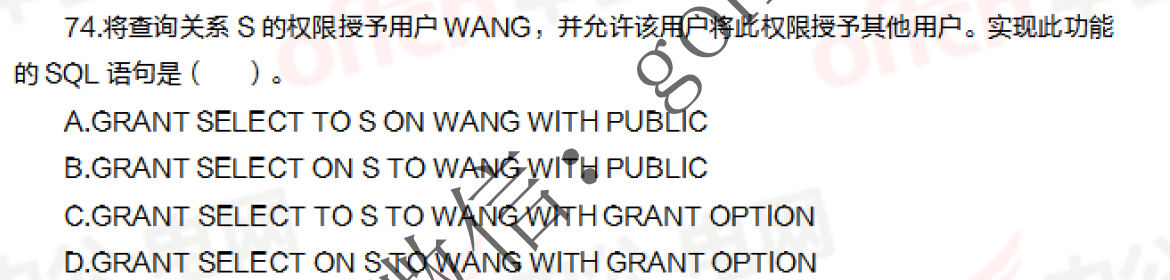 74.将查询关系 S 的权限授予用户 WANG，并允许该用户将此权限授予其他用户。实现此功能
的 SQL 语句是（　　）。
A.GRANT SELECT TO S ON WANG WITH PUBLIC
B.GRANT SELECT ON S TO WANG WITH PUBLIC
C.GRANT SELECT TO S TO WANG WITH GRANT OPTION
D.GRANT SELECT ON S TO WANG WITH GRANT OPTION
微信：gon